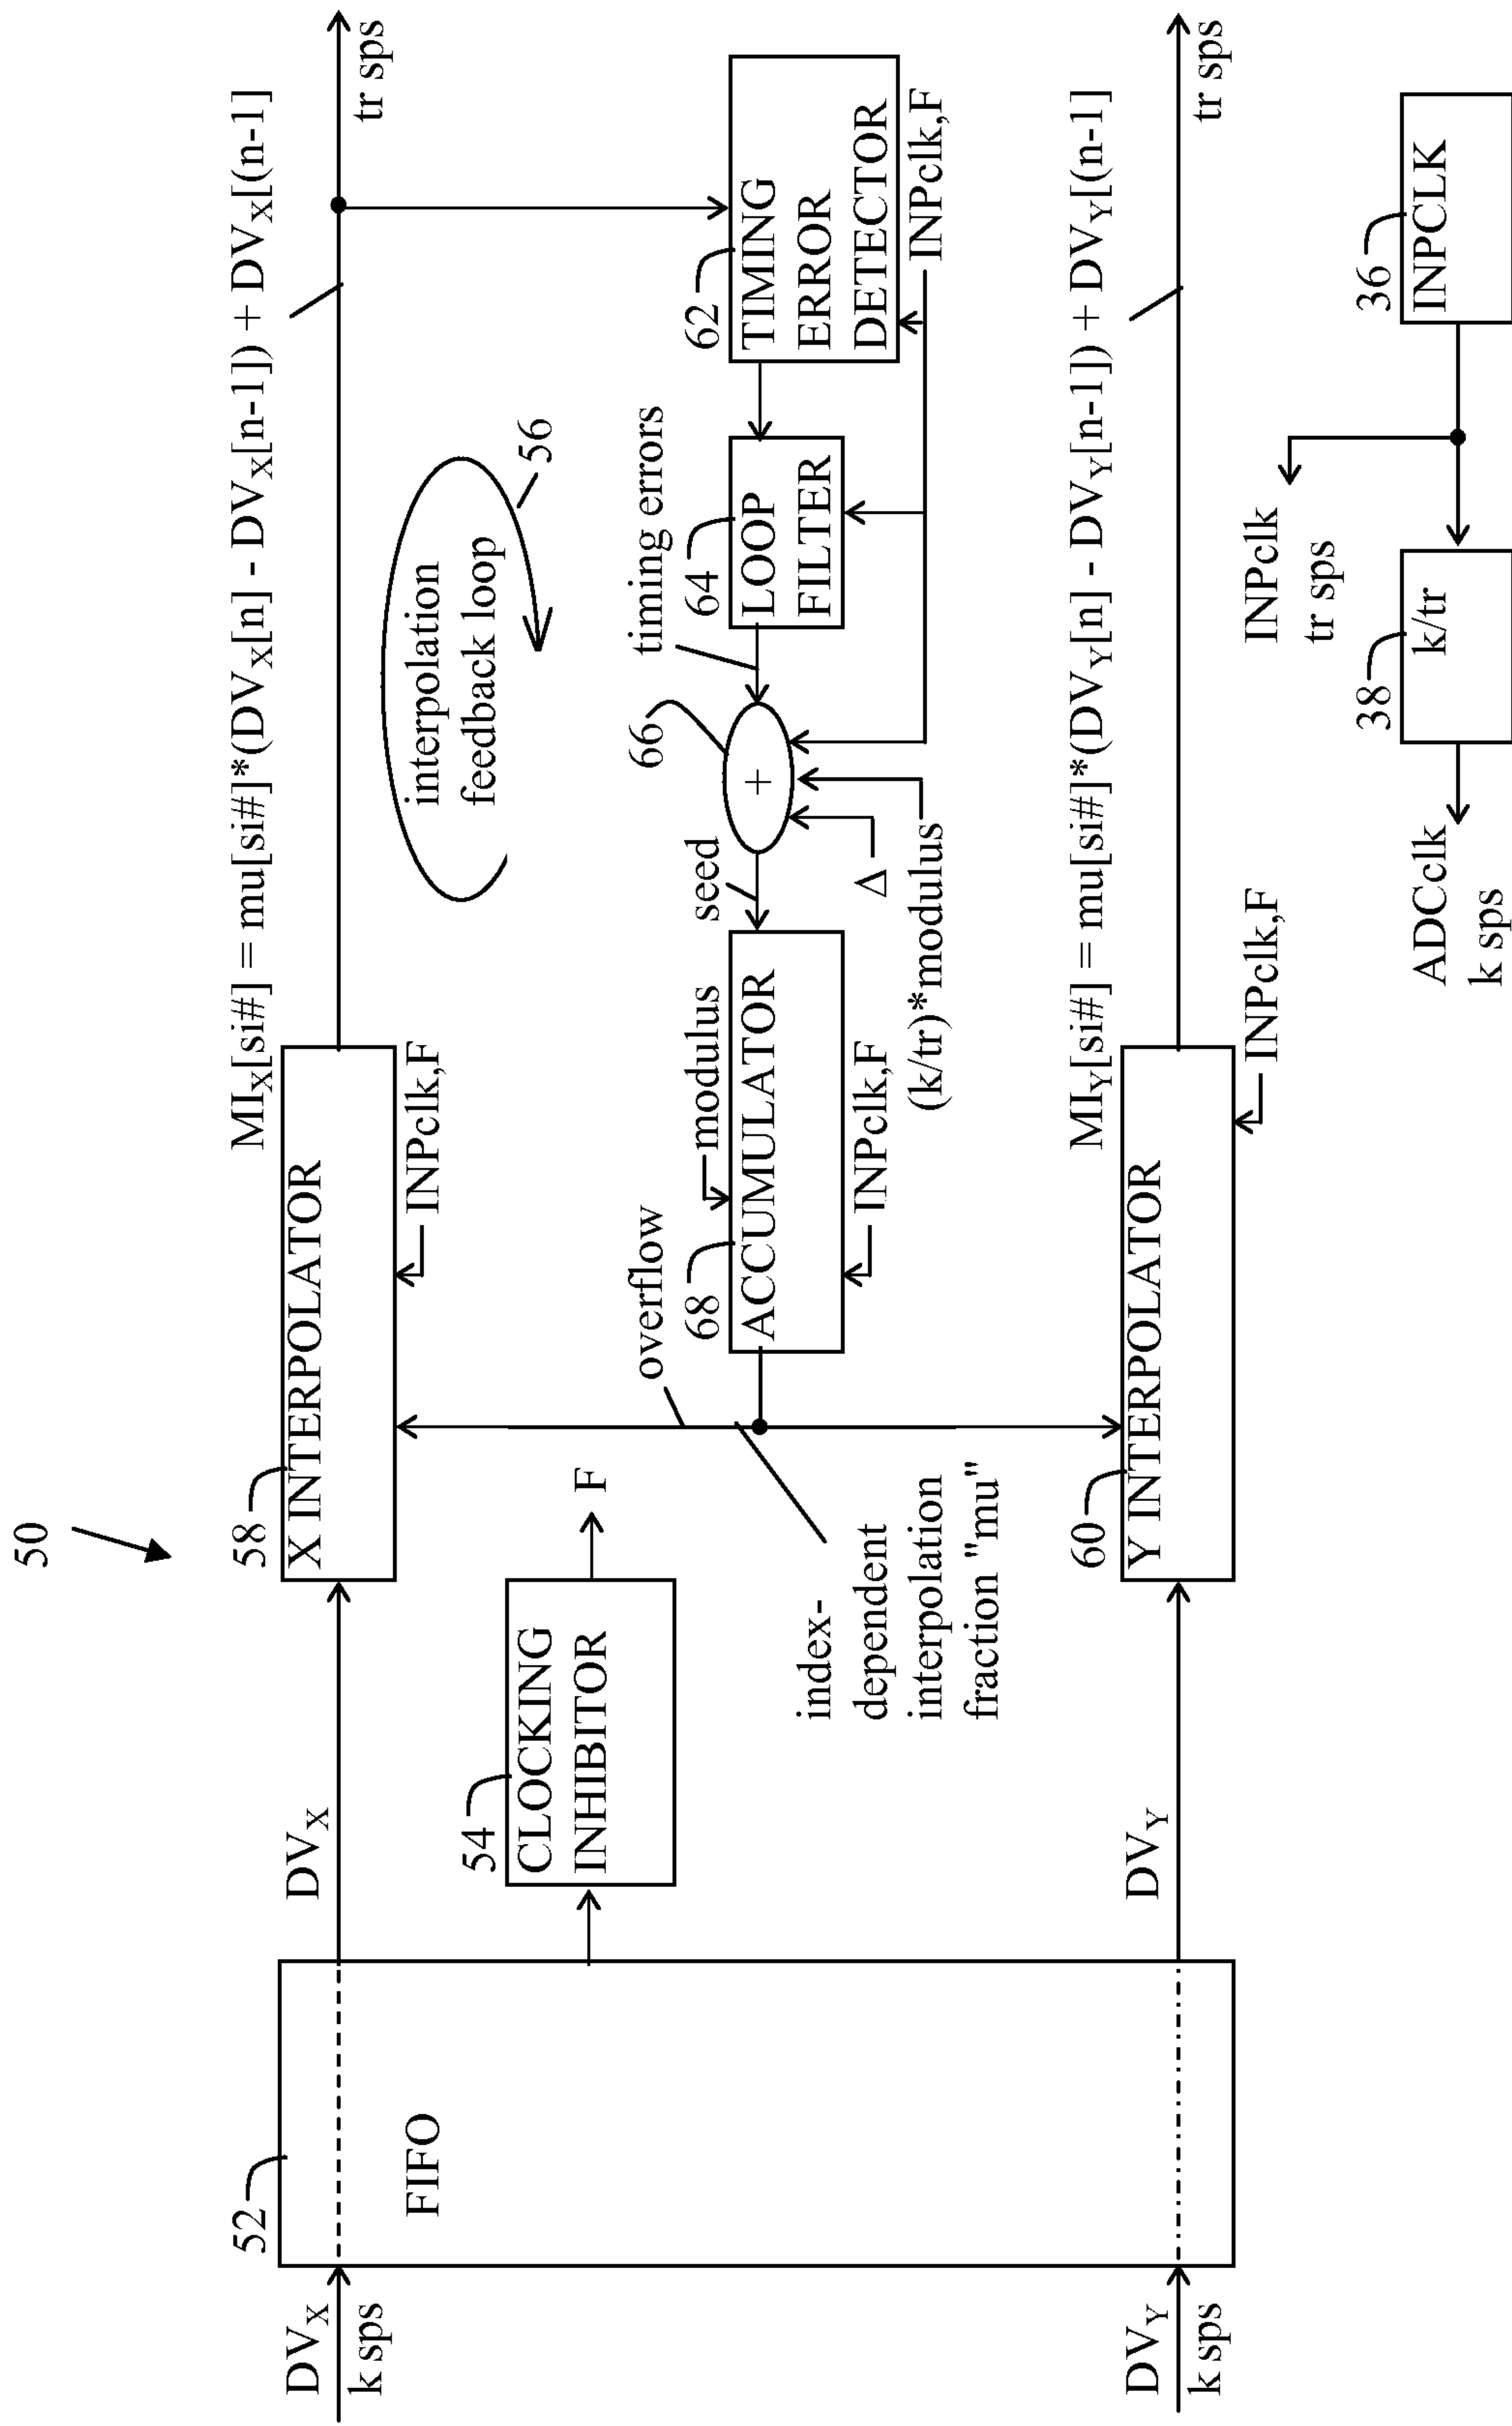 50
52
DVX
k sps
FIFO
DVY
k sps
DVX
DVY
54
CLOCKING
INHIBITOR
F
58
X INTERPOLATOR
INPclk,F
MIX[si#] = mu[si#]*(DVX[n] - DVX[n-1]) + DVX[(n-1]
tr sps
interpolation
feedback loop
56
overflow
index-
dependent
interpolation
fraction "mu"
68
ACCUMULATOR
modulus
INPclk,F
seed
66
+
Δ
(k/tr)*modulus
timing errors
64
LOOP
FILTER
62
TIMING
ERROR
DETECTOR
INPclk,F
60
Y INTERPOLATOR
INPclk,F
MIY[si#] = mu[si#]*(DVY[n] - DVY[n-1]) + DVY[(n-1]
tr sps
ADCclk
k sps
38
k/tr
INPclk
tr sps
36
INPCLK